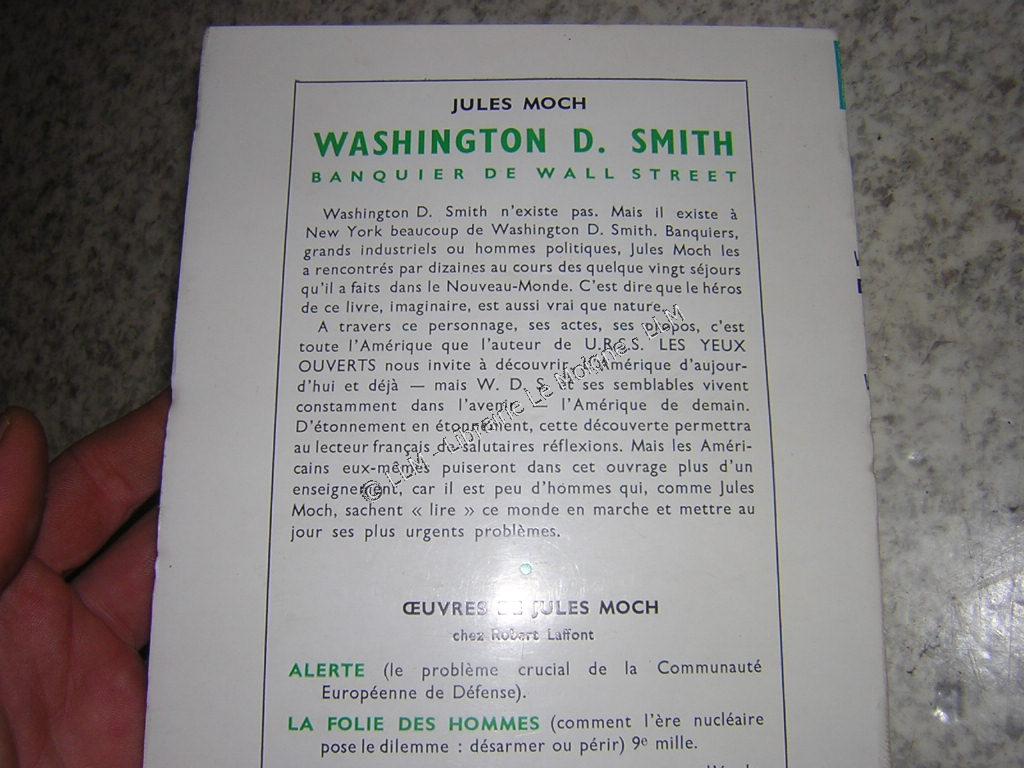 JULES MOCH
WASHINGTON D. SMITH
BANQUIER DE WALL STREET
Washington D. Smith n'existe pas. Mais il existe à
New York beaucoup de Washington D. Smith. Banquiers,
grands industriels ou hommes politiques, Jules Moch les
a rencontrés par dizaines au cours des quelque vingt séjours
qu'il a faits dans le Nouveau-Monde. C'est dire que le héros
de ce livre, imaginaire, est aussi vrai que nature.
A travers ce personnage, ses actes, ses propos, c'est
toute l'Amérique que l'auteur de U.R.S.S. LES YEUX
OUVERTS nous invite à découvrir, l'Amérique d'aujour-
d'hui et déjà — mais W. D. S. ses semblables vivent
constamment dans l'avenir — l'Amérique de demain.
D'étonnement en étonnement, cette découverte permettra
au lecteur français de salutaires réflexions. Mais les Améri-
cains eux-mêmes puiseront dans cet ouvrage plus d'un
enseignement, car il est peu d'hommes qui, comme Jules
Moch, sachent « lire » ce monde en marche et mettre au
jour ses plus urgents problèmes.
ŒUVRES DE JULES MOCH
chez Robert Laffont
ALERTE (le problème crucial de la Communauté
Européenne de Défense).
LA FOLIE DES HOMMES (comment l'ère nucléaire
pose le dilemme : désarmer ou périr) 9e mille.
© LLM - Librairie Le Moigne - LLM